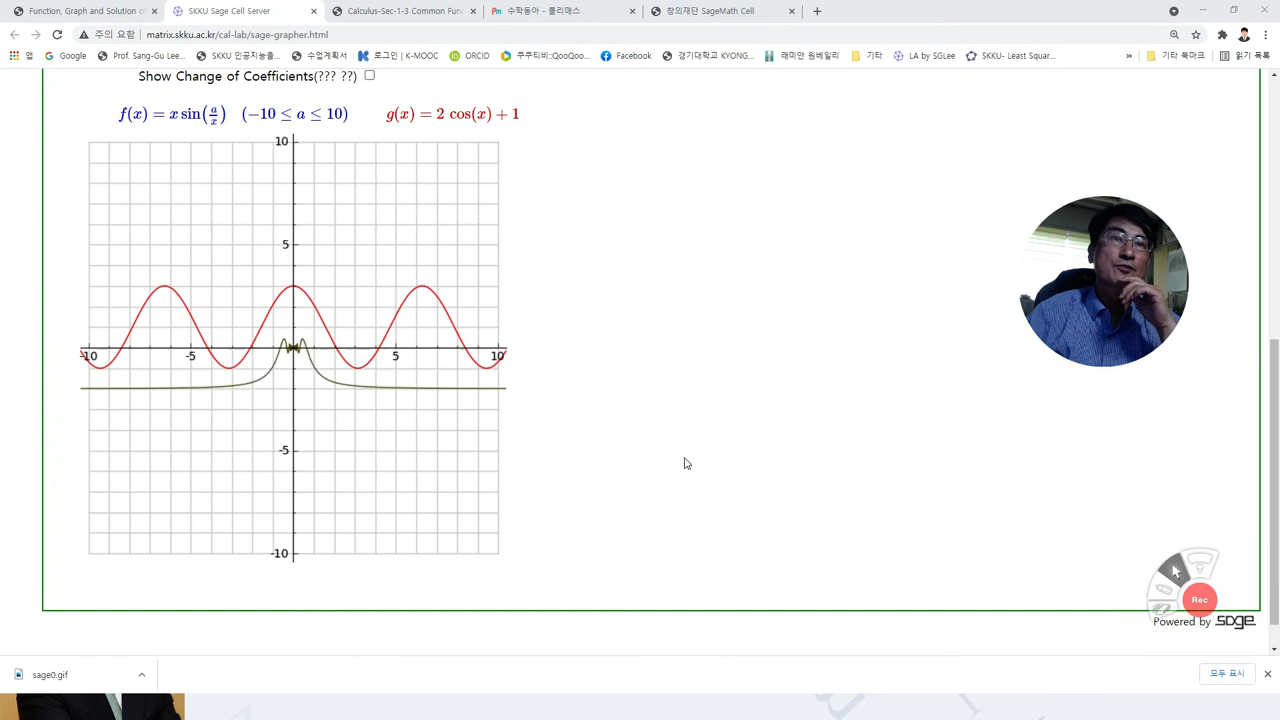 Function, Graph and Solution of
SKKU Sage Cell Server
Calculus-Sec-1-3 Common Fun
수학동아 - 폴리매스
창의재단 SageMath Cell
주의 요함 matrix.skku.ac.kr/cal-lab/sage-grapher.html
앱 Google Prof. Sang-Gu Lee... SKKU 인공지능을... 수업계획서 로그인 | K-MOOC ORCID 쿠쿠티비::QooQoo... Facebook 경기대학교 KYONG... 래미안 원베일리 기타 LA by SGLee SKKU- Least Squar... » 기타 북마크 읽기 목록
Show Change of Coefficients(??? ??)
f(x) = x sin(a/x) (−10 ≤ a ≤ 10) g(x) = 2 cos(x) + 1
10
5
-10 -5 5 10
-5
-10
Rec
Powered by sage
sage0.gif
모두 표시